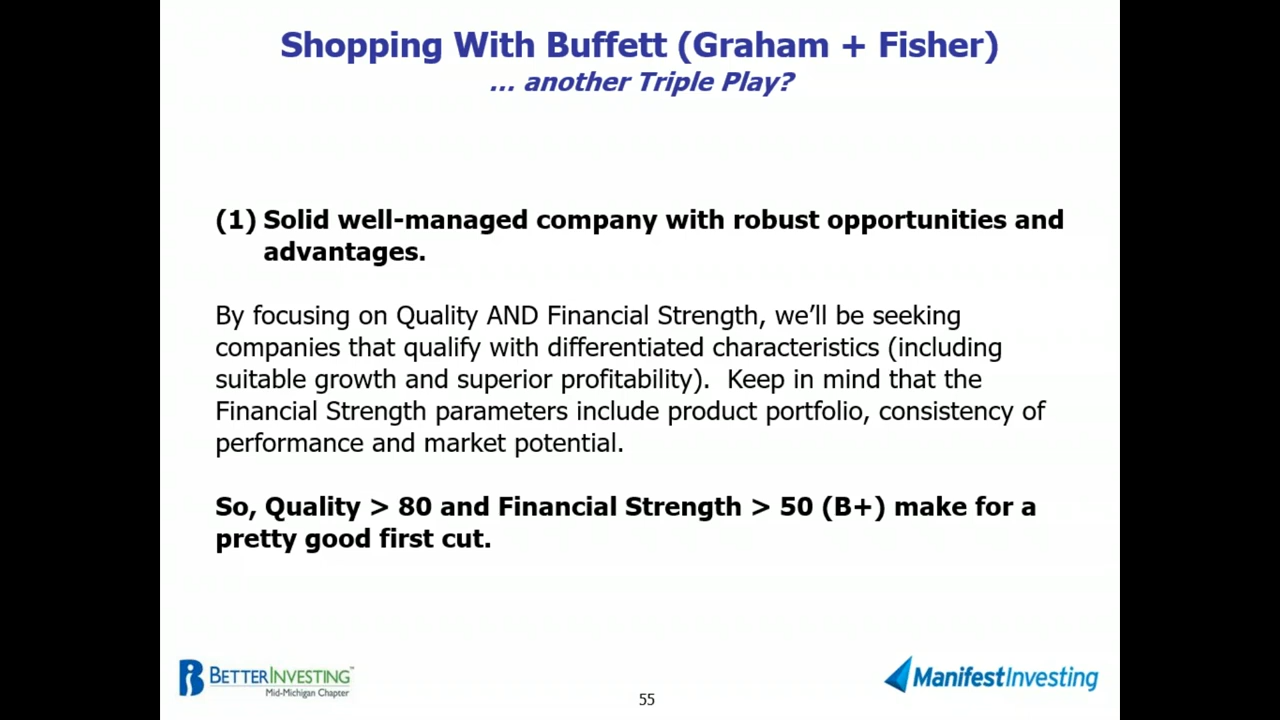 Shopping With Buffett (Graham + Fisher)
... another Triple Play?
(1) Solid well-managed company with robust opportunities and
advantages.
By focusing on Quality AND Financial Strength, we’ll be seeking
companies that qualify with differentiated characteristics (including
suitable growth and superior profitability).  Keep in mind that the
Financial Strength parameters include product portfolio, consistency of
performance and market potential.
So, Quality > 80 and Financial Strength > 50 (B+) make for a
pretty good first cut.
BETTERINVESTING™
Mid-Michigan Chapter
55
ManifestInvesting